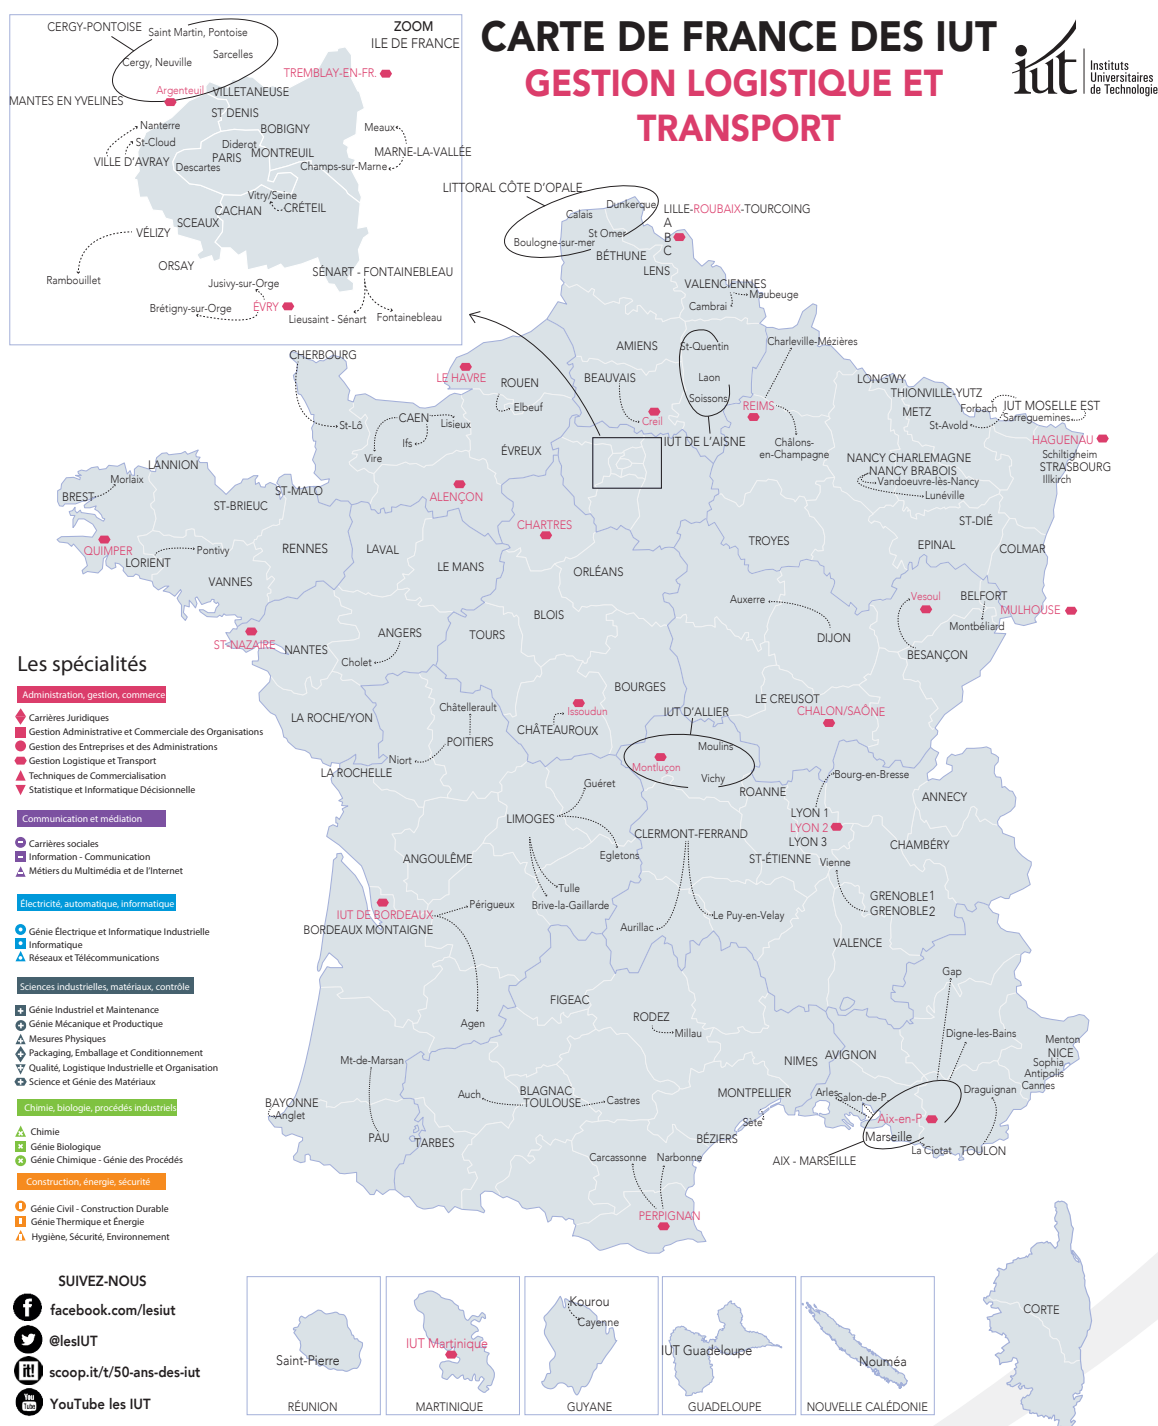 CARTE DE FRANCE DES IUT
GESTION LOGISTIQUE ET
TRANSPORT
iut
Instituts
Universitaires
de Technologie
ZOOM
ILE DE FRANCE
CERGY-PONTOISE
Saint Martin, Pontoise
Sarcelles
Cergy, Neuville
TREMBLAY-EN-FR.
Argenteuil
VILLETANEUSE
MANTES EN YVELINES
ST DENIS
Nanterre
BOBIGNY
Meaux
St-Cloud
Diderot
VILLE D'AVRAY
PARIS
MONTREUIL
MARNE-LA-VALLÉE
Descartes
Champs-sur-Marne
Vitry/Seine
CACHAN
CRÉTEIL
SCEAUX
VÉLIZY
ORSAY
Rambouillet
SÉNART - FONTAINEBLEAU
Jusivy-sur-Orge
Brétigny-sur-Orge
ÉVRY
Lieusaint - Sénart
Fontainebleau
LITTORAL CÔTE D'OPALE
Dunkerque
Calais
LILLE-ROUBAIX-TOURCOING
A
B
C
St Omer
Boulogne-sur-mer
BÉTHUNE
LENS
VALENCIENNES
Maubeuge
Cambrai
AMIENS
St-Quentin
Charleville-Mézières
CHERBOURG
LE HAVRE
ROUEN
BEAUVAIS
Laon
Soissons
LONGWY
THIONVILLE-YUTZ
Elbeuf
Creil
REIMS
METZ
Forbach
IUT MOSELLE EST
Sarreguemines
St-Avold
St-Lô
CAEN
Lisieux
Ifs
Vire
ÉVREUX
IUT DE L'AISNE
Châlons-
en-Champagne
HAGUENAU
Schiltigheim
STRASBOURG
Illkirch
NANCY CHARLEMAGNE
NANCY BRABOIS
Vandoeuvre-lès-Nancy
Lunéville
LANNION
Morlaix
BREST
ST-MALO
ST-BRIEUC
ALENÇON
CHARTRES
ST-DIÉ
QUIMPER
Pontivy
LORIENT
RENNES
LAVAL
TROYES
EPINAL
COLMAR
VANNES
LE MANS
ORLÉANS
Auxerre
Vesoul
BELFORT
MULHOUSE
Montbéliard
BLOIS
ST-NAZAIRE
NANTES
ANGERS
TOURS
DIJON
BESANÇON
Cholet
BOURGES
LE CREUSOT
CHALON/SAÔNE
LA ROCHE/YON
Châtellerault
Issoudun
IUT D'ALLIER
CHÂTEAUROUX
POITIERS
Moulins
Niort
Montluçon
Vichy
LA ROCHELLE
Guéret
ROANNE
Bourg-en-Bresse
ANNECY
LIMOGES
CLERMONT-FERRAND
LYON 1
LYON 2
LYON 3
CHAMBÉRY
ANGOULÊME
Egletons
ST-ÉTIENNE
Vienne
Tulle
Brive-la-Gaillarde
GRENOBLE1
GRENOBLE2
Périgueux
IUT DE BORDEAUX
BORDEAUX MONTAIGNE
Aurillac
Le Puy-en-Velay
VALENCE
Gap
FIGEAC
RODEZ
Millau
Agen
Digne-les-Bains
Menton
NICE
Sophia
Antipolis
Cannes
Mt-de-Marsan
NIMES
AVIGNON
BLAGNAC
TOULOUSE
Auch
Castres
MONTPELLIER
Arles
Salon-de-P
Draguignan
BAYONNE
Anglet
Sète
Aix-en-P
PAU
TARBES
BÉZIERS
Marseille
La Ciotat
TOULON
AIX - MARSEILLE
Carcassonne
Narbonne
PERPIGNAN
CORTE
Les spécialités
Administration, gestion, commerce
Carrières Juridiques
Gestion Administrative et Commerciale des Organisations
Gestion des Entreprises et des Administrations
Gestion Logistique et Transport
Techniques de Commercialisation
Statistique et Informatique Décisionnelle
Communication et médiation
Carrières sociales
Information - Communication
Métiers du Multimédia et de l'Internet
Électricité, automatique, informatique
Génie Électrique et Informatique Industrielle
Informatique
Réseaux et Télécommunications
Sciences industrielles, matériaux, contrôle
Génie Industriel et Maintenance
Génie Mécanique et Productique
Mesures Physiques
Packaging, Emballage et Conditionnement
Qualité, Logistique Industrielle et Organisation
Science et Génie des Matériaux
Chimie, biologie, procédés industriels
Chimie
Génie Biologique
Génie Chimique - Génie des Procédés
Construction, énergie, sécurité
Génie Civil - Construction Durable
Génie Thermique et Énergie
Hygiène, Sécurité, Environnement
SUIVEZ-NOUS
facebook.com/lesiut
@lesIUT
it!
scoop.it/t/50-ans-des-iut
You
Tube
YouTube les IUT
Saint-Pierre
RÉUNION
IUT Martinique
MARTINIQUE
Kourou
Cayenne
GUYANE
IUT Guadeloupe
GUADELOUPE
Nouméa
NOUVELLE CALÉDONIE